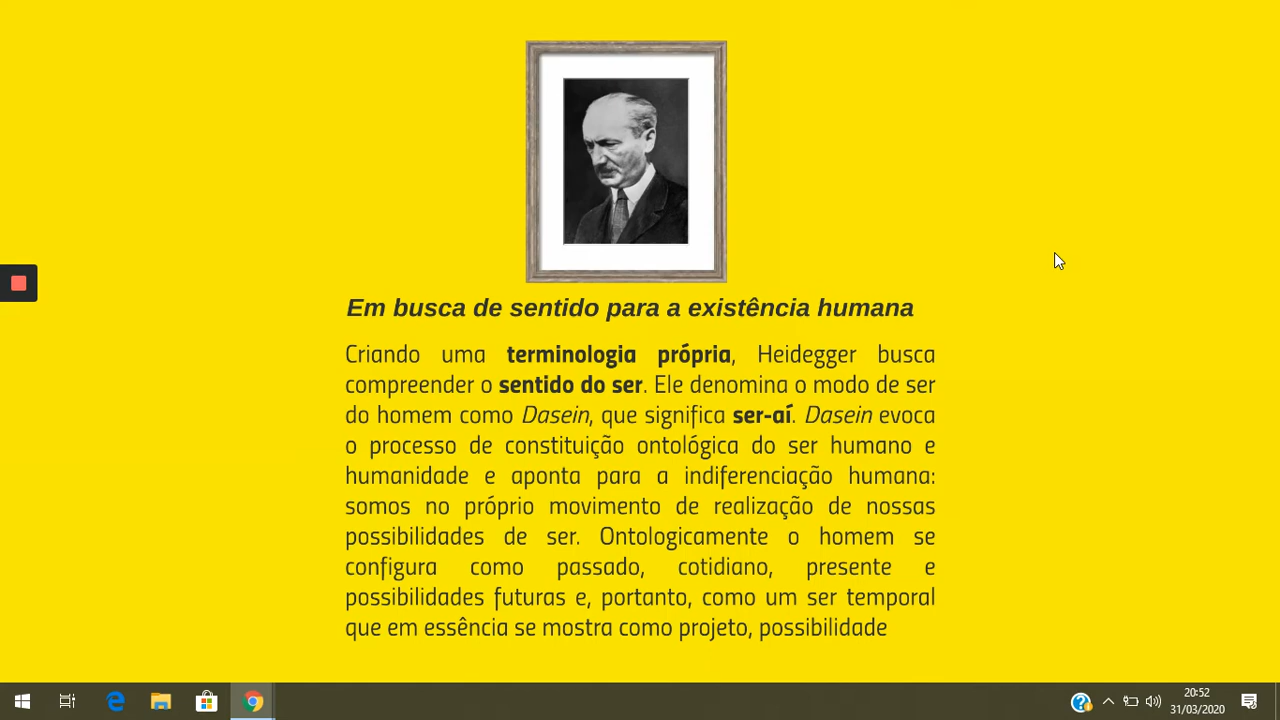 Em busca de sentido para a existência humana
Criando uma terminologia própria, Heidegger busca
compreender o sentido do ser. Ele denomina o modo de ser
do homem como Dasein, que significa ser-aí. Dasein evoca
o processo de constituição ontológica do ser humano e
humanidade e aponta para a indiferenciação humana:
somos no próprio movimento de realização de nossas
possibilidades de ser. Ontologicamente o homem se
configura como passado, cotidiano, presente e
possibilidades futuras e, portanto, como um ser temporal
que em essência se mostra como projeto, possibilidade
20:52
31/03/2020